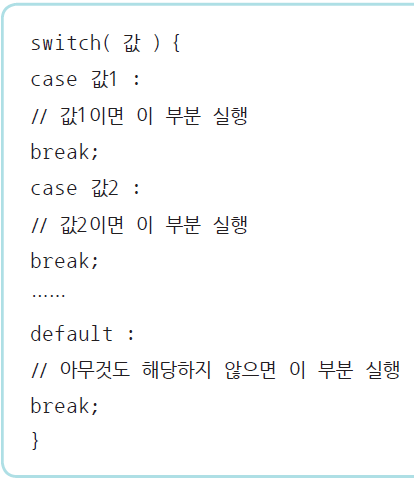 switch( 값 ) {
case 값1 :
// 값1이면 이 부분 실행
break;
case 값2 :
// 값2이면 이 부분 실행
break;
……
default :
// 아무것도 해당하지 않으면 이 부분 실행
break;
}